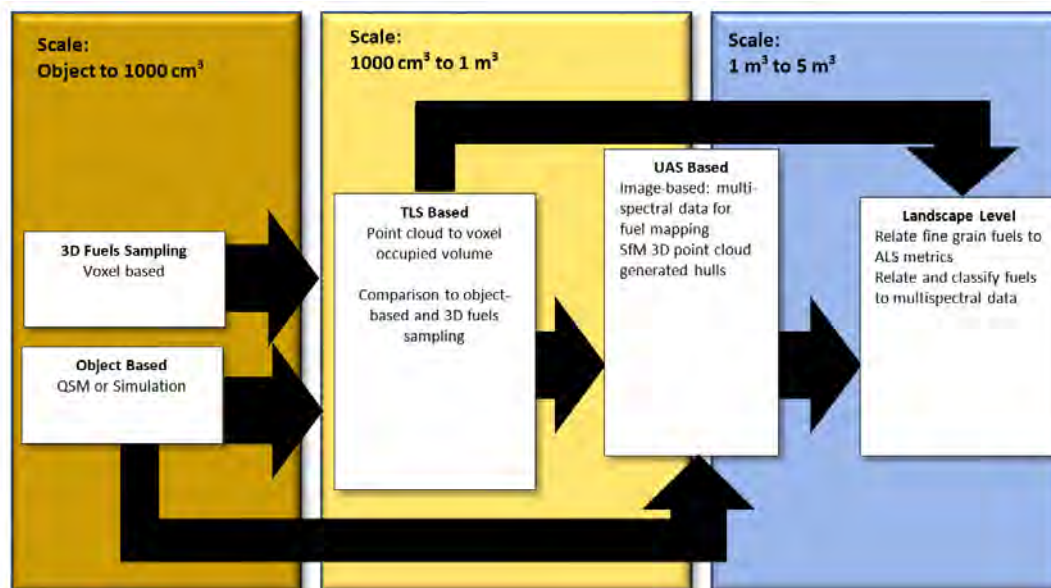 Scale:
Object to 1000 cm³
Scale:
1000 cm³ to 1 m³
Scale:
1 m³ to 5 m³
3D Fuels Sampling
Voxel based
Object Based
QSM or Simulation
TLS Based
Point cloud to voxel
occupied volume
Comparison to object-
based and 3D fuels
sampling
UAS Based
Image-based: multi-
spectral data for
fuel mapping
SfM 3D point cloud
generated hulls
Landscape Level
Relate fine grain fuels to
ALS metrics
Relate and classify fuels
to multispectral data